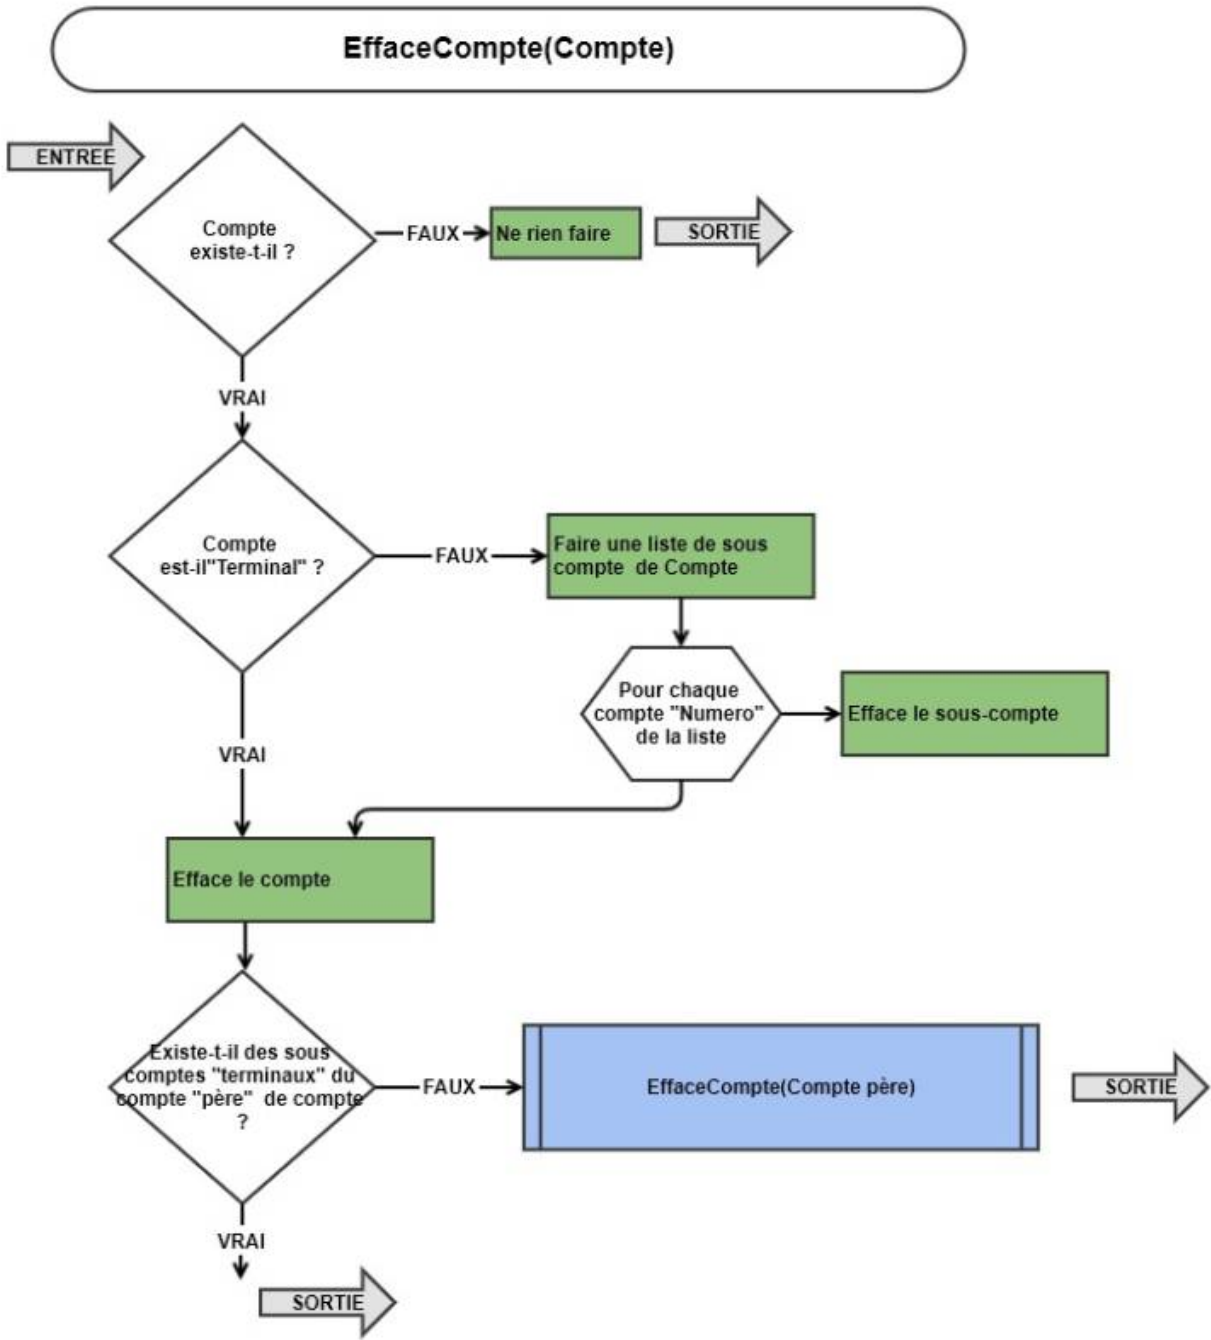 EffaceCompte(Compte)
ENTREE
Compte
existe-t-il ?
FAUX
Ne rien faire
SORTIE
VRAI
Compte
est-il"Terminal" ?
FAUX
Faire une liste de sous
compte de Compte
Pour chaque
compte "Numero"
de la liste
Efface le sous-compte
VRAI
Efface le compte
Existe-t-il des sous
comptes "terminaux" du
compte "père" de compte
?
FAUX
EffaceCompte(Compte père)
SORTIE
VRAI
SORTIE